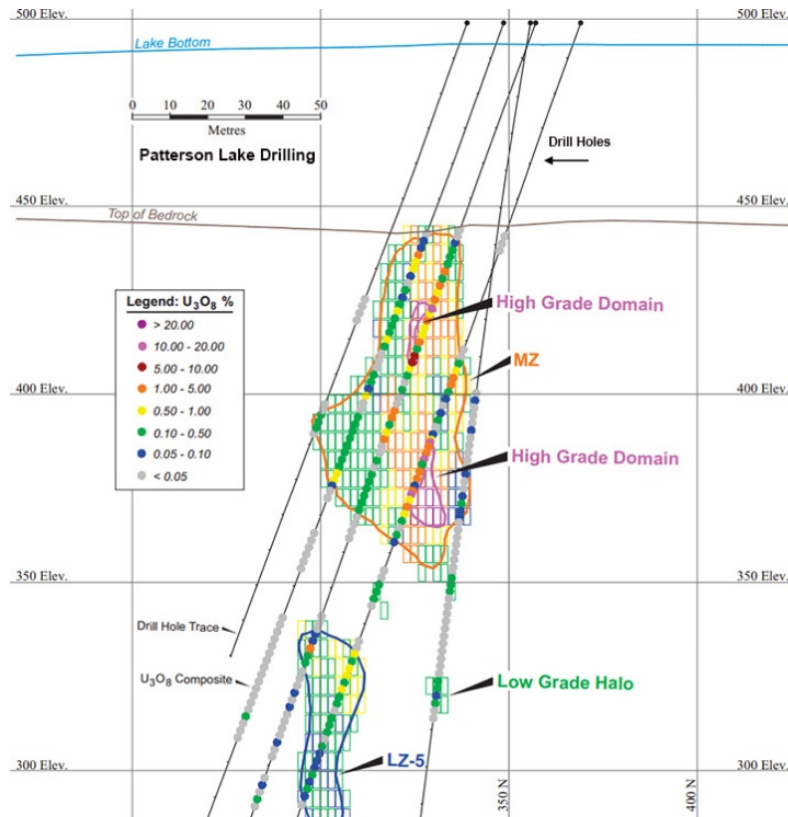 500 Elev.
500 Elev.
Lake Bottom
0 10 20 30 40 50
Metres
Patterson Lake Drilling
Drill Holes
450 Elev.
450 Elev.
Top of Bedrock
Legend: U3O8 %
> 20.00
10.00 - 20.00
5.00 - 10.00
1.00 - 5.00
0.50 - 1.00
0.10 - 0.50
0.05 - 0.10
< 0.05
High Grade Domain
MZ
400 Elev.
400 Elev.
High Grade Domain
350 Elev.
350 Elev.
Drill Hole Trace
U3O8 Composite
Low Grade Halo
LZ-5
300 Elev.
300 Elev.
350 N
400 N